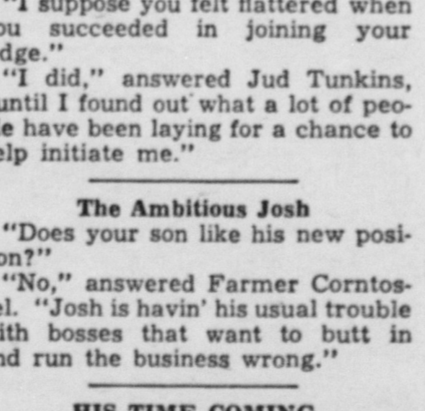 "I suppose you felt flattered when
ou succeeded in joining your
dge."
"I did," answered Jud Tunkins,
until I found out what a lot of peo-
e have been laying for a chance to
elp initiate me."
The Ambitious Josh
"Does your son like his new posi-
on?"
"No," answered Farmer Corntos-
el. "Josh is havin' his usual trouble
ith bosses that want to butt in
nd run the business wrong."
HIS TIME COMING